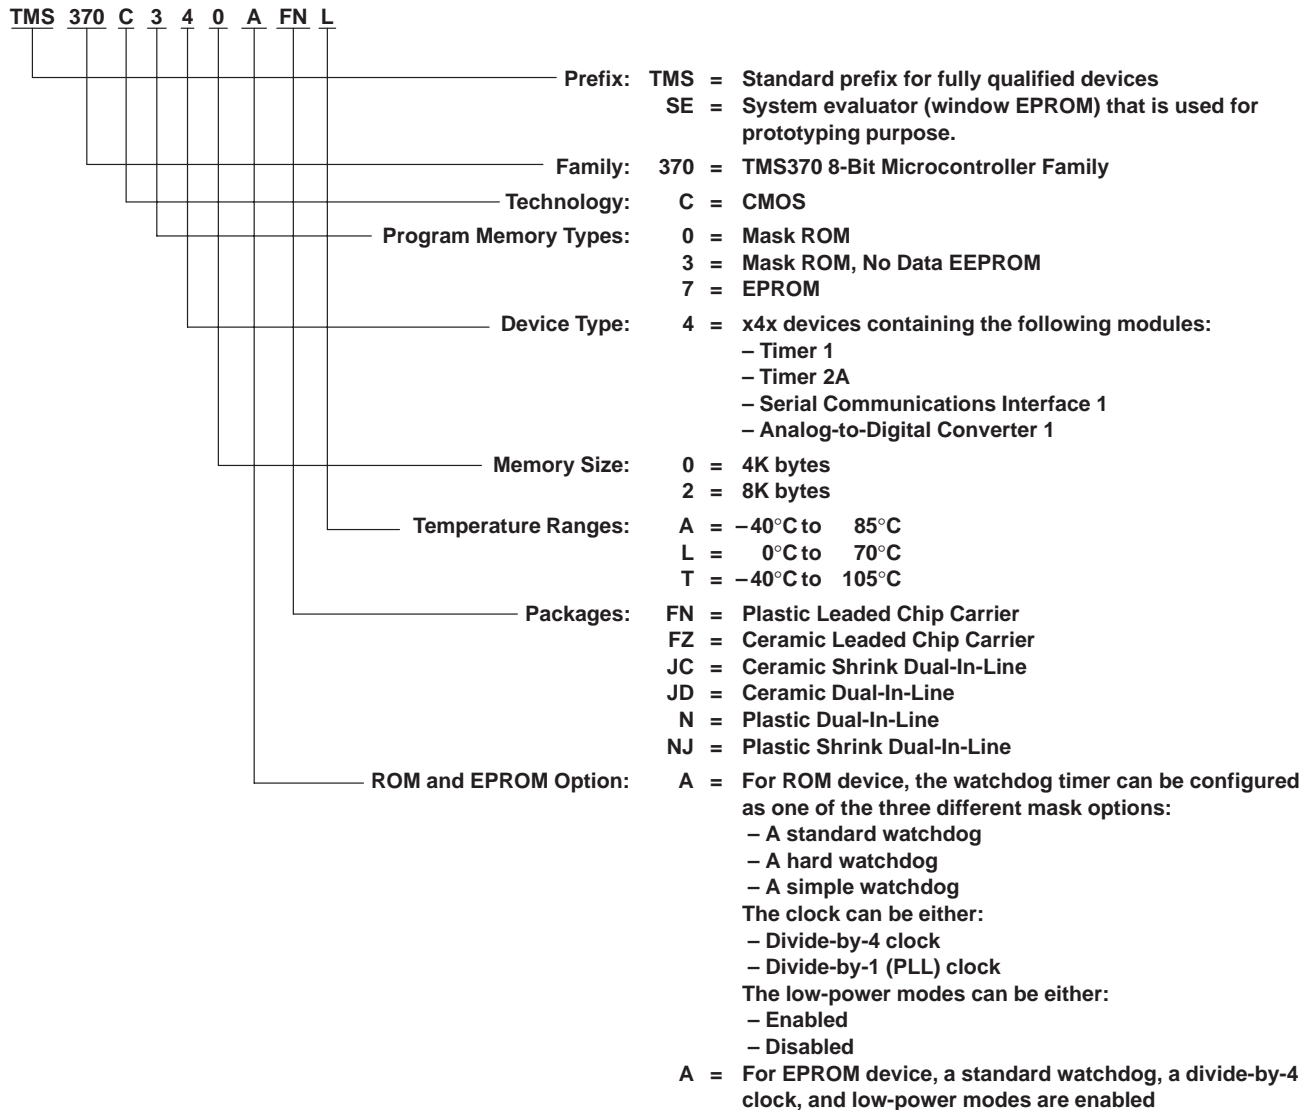 TMS 370 C 3 4 0 A FN L
Prefix: TMS = Standard prefix for fully qualified devices
SE = System evaluator (window EPROM) that is used for
prototyping purpose.
Family: 370 = TMS370 8-Bit Microcontroller Family
Technology: C = CMOS
Program Memory Types: 0 = Mask ROM
3 = Mask ROM, No Data EEPROM
7 = EPROM
Device Type: 4 = x4x devices containing the following modules:
– Timer 1
– Timer 2A
– Serial Communications Interface 1
– Analog-to-Digital Converter 1
Memory Size: 0 = 4K bytes
2 = 8K bytes
Temperature Ranges: A = –40°C to 85°C
L = 0°C to 70°C
T = –40°C to 105°C
Packages: FN = Plastic Leaded Chip Carrier
FZ = Ceramic Leaded Chip Carrier
JC = Ceramic Shrink Dual-In-Line
JD = Ceramic Dual-In-Line
N = Plastic Dual-In-Line
NJ = Plastic Shrink Dual-In-Line
ROM and EPROM Option: A = For ROM device, the watchdog timer can be configured
as one of the three different mask options:
– A standard watchdog
– A hard watchdog
– A simple watchdog
The clock can be either:
– Divide-by-4 clock
– Divide-by-1 (PLL) clock
The low-power modes can be either:
– Enabled
– Disabled
A = For EPROM device, a standard watchdog, a divide-by-4
clock, and low-power modes are enabled